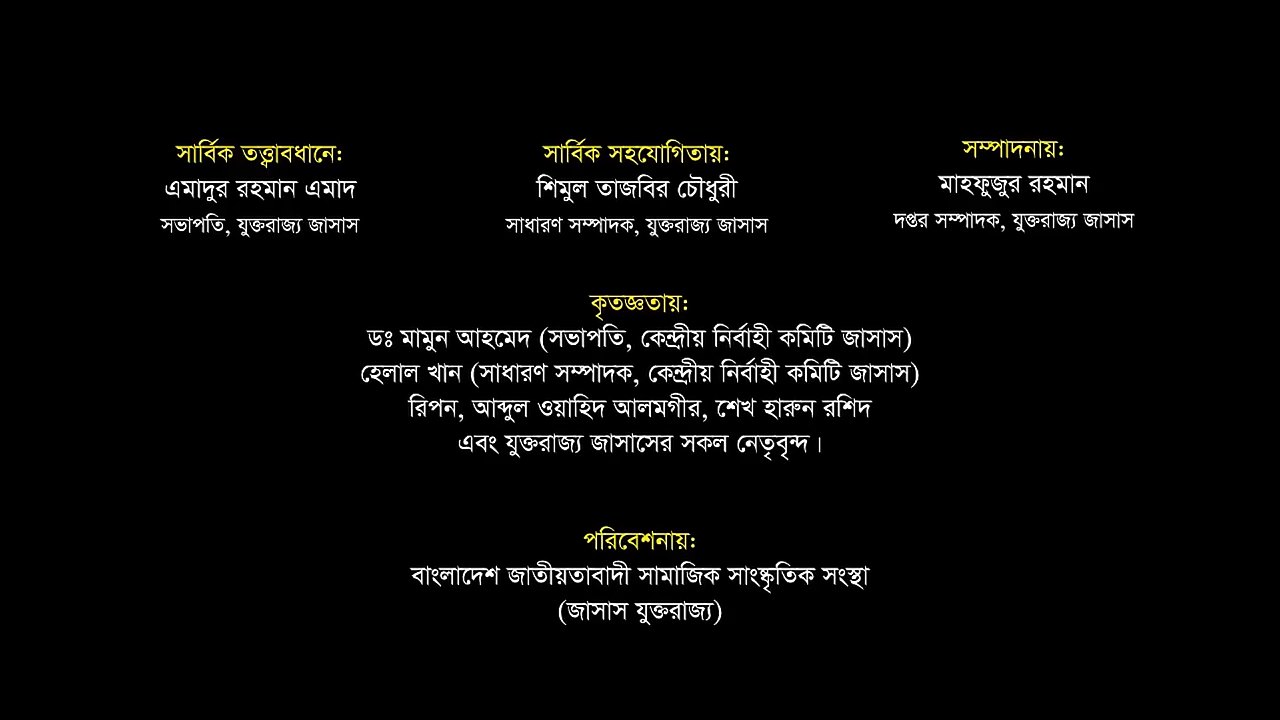 সার্বিক তত্ত্বাবধানে:
এমাদুর রহমান এমাদ
সভাপতি, যুক্তরাজ্য জাসাস
সার্বিক সহযোগিতায়:
শিমুল তাজবির চৌধুরী
সাধারণ সম্পাদক, যুক্তরাজ্য জাসাস
সম্পাদনায়:
মাহফুজুর রহমান
দপ্তর সম্পাদক, যুক্তরাজ্য জাসাস
কৃতজ্ঞতায়:
ডঃ মামুন আহমেদ (সভাপতি, কেন্দ্রীয় নির্বাহী কমিটি জাসাস)
হেলাল খান (সাধারণ সম্পাদক, কেন্দ্রীয় নির্বাহী কমিটি জাসাস)
রিপন, আব্দুল ওয়াহিদ আলমগীর, শেখ হারুন রশিদ
এবং যুক্তরাজ্য জাসাসের সকল নেতৃবৃন্দ।
পরিবেশনায়:
বাংলাদেশ জাতীয়তাবাদী সামাজিক সাংস্কৃতিক সংস্থা
(জাসাস যুক্তরাজ্য)